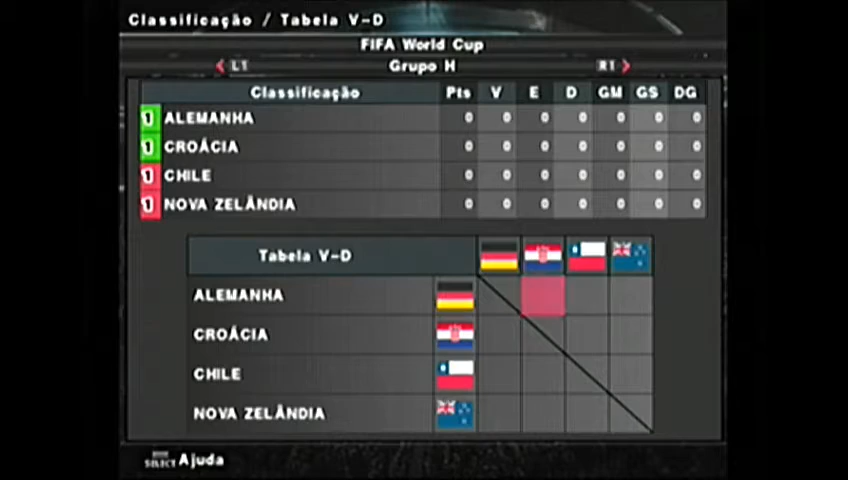 Classificação / Tabela V-D
FIFA World Cup
L1 Grupo H R1
Classificação Pts V E D GM GS DG
1 ALEMANHA 0 0 0 0 0 0 0
1 CROÁCIA 0 0 0 0 0 0 0
1 CHILE 0 0 0 0 0 0 0
1 NOVA ZELÂNDIA 0 0 0 0 0 0 0
Tabela V-D
ALEMANHA
CROÁCIA
CHILE
NOVA ZELÂNDIA
SELECT Ajuda